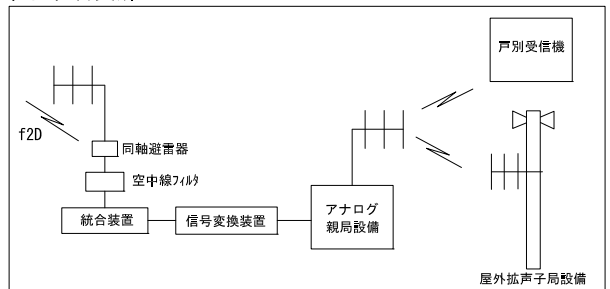 戸別受信機
f2D
同軸避雷器
空中線フィルタ
統合装置
信号変換装置
アナログ
親局設備
屋外拡声子局設備